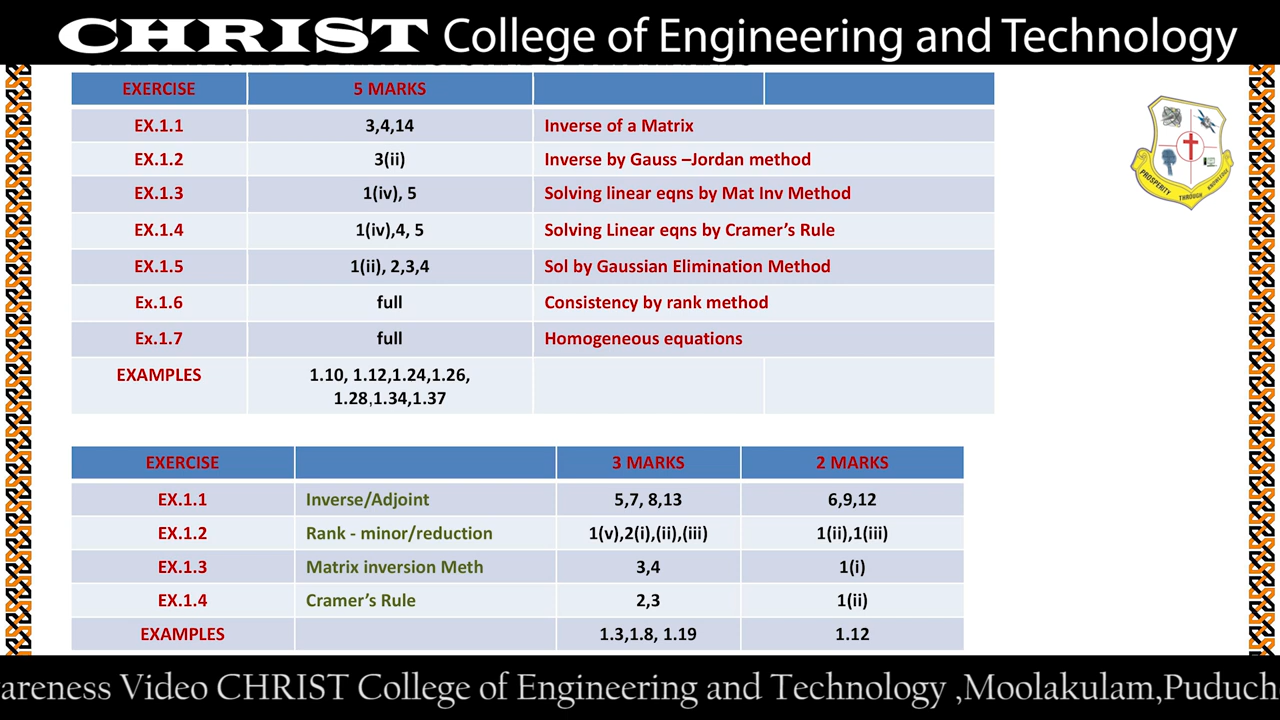 CHRIST College of Engineering and Technology
EXERCISE 5 MARKS
EX.1.1 3,4,14 Inverse of a Matrix
EX.1.2 3(ii) Inverse by Gauss –Jordan method
EX.1.3 1(iv), 5 Solving linear eqns by Mat Inv Method
EX.1.4 1(iv),4, 5 Solving Linear eqns by Cramer’s Rule
EX.1.5 1(ii), 2,3,4 Sol by Gaussian Elimination Method
Ex.1.6 full Consistency by rank method
Ex.1.7 full Homogeneous equations
EXAMPLES 1.10, 1.12,1.24,1.26,
1.28,1.34,1.37
EXERCISE 3 MARKS 2 MARKS
EX.1.1 Inverse/Adjoint 5,7, 8,13 6,9,12
EX.1.2 Rank - minor/reduction 1(v),2(i),(ii),(iii) 1(ii),1(iii)
EX.1.3 Matrix inversion Meth 3,4 1(i)
EX.1.4 Cramer’s Rule 2,3 1(ii)
EXAMPLES 1.3,1.8, 1.19 1.12
PROSPERITY THROUGH KNOWLEDGE
areness Video CHRIST College of Engineering and Technology ,Moolakulam,Puduch